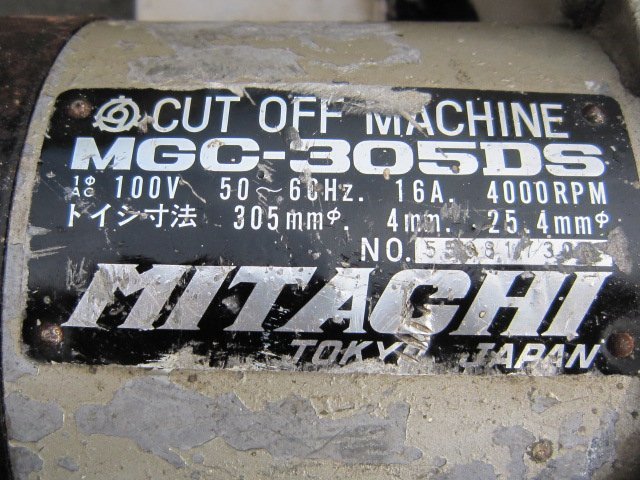 CUT OFF MACHINE
MGC-305DS
1φ AC 100V 50~60Hz. 16A. 4000RPM
トイシ寸法 305mmφ. 4mm. 25.4mmφ
NO.
MITACHI
TOKYO JAPAN